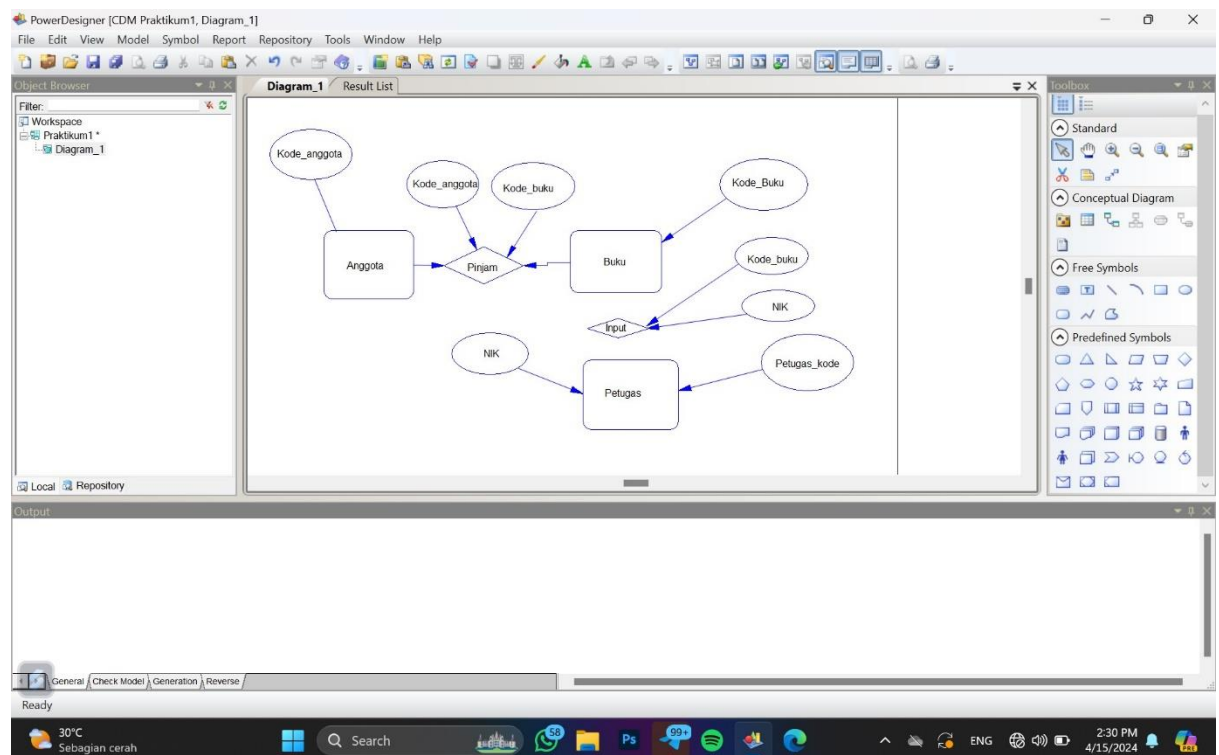 PowerDesigner [CDM Praktikum1, Diagram_1]
File Edit View Model Symbol Report Repository Tools Window Help
Object Browser
Filter:
Workspace
Praktikum1 *
Diagram_1
Local Repository
Diagram_1 Result List
Kode_anggota
Kode_anggota
Kode_buku
Kode_Buku
Anggota
Pinjam
Buku
Kode_buku
NIK
Input
NIK
Petugas_kode
Petugas
Toolbox
Standard
Conceptual Diagram
Free Symbols
Predefined Symbols
Output
General Check Model Generation Reverse
Ready
30°C
Sebagian cerah
Search
58
Ps
99+
ENG
2:30 PM
4/15/2024
PRE